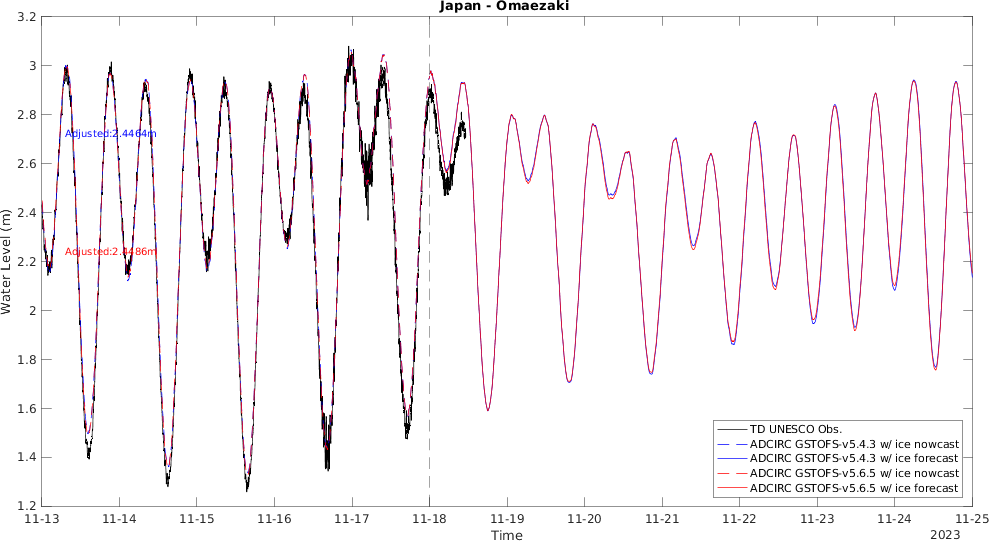 Japan - Omaezaki
3.2
3
2.8
2.6
2.4
2.2
2
1.8
1.6
1.4
1.2
Water Level (m)
Adjusted:2.4464m
Adjusted:2.4486m
TD UNESCO Obs.
ADCIRC GSTOFS-v5.4.3 w/ ice nowcast
ADCIRC GSTOFS-v5.4.3 w/ ice forecast
ADCIRC GSTOFS-v5.6.5 w/ ice nowcast
ADCIRC GSTOFS-v5.6.5 w/ ice forecast
11-13 11-14 11-15 11-16 11-17 11-18 11-19 11-20 11-21 11-22 11-23 11-24 11-25
Time
2023